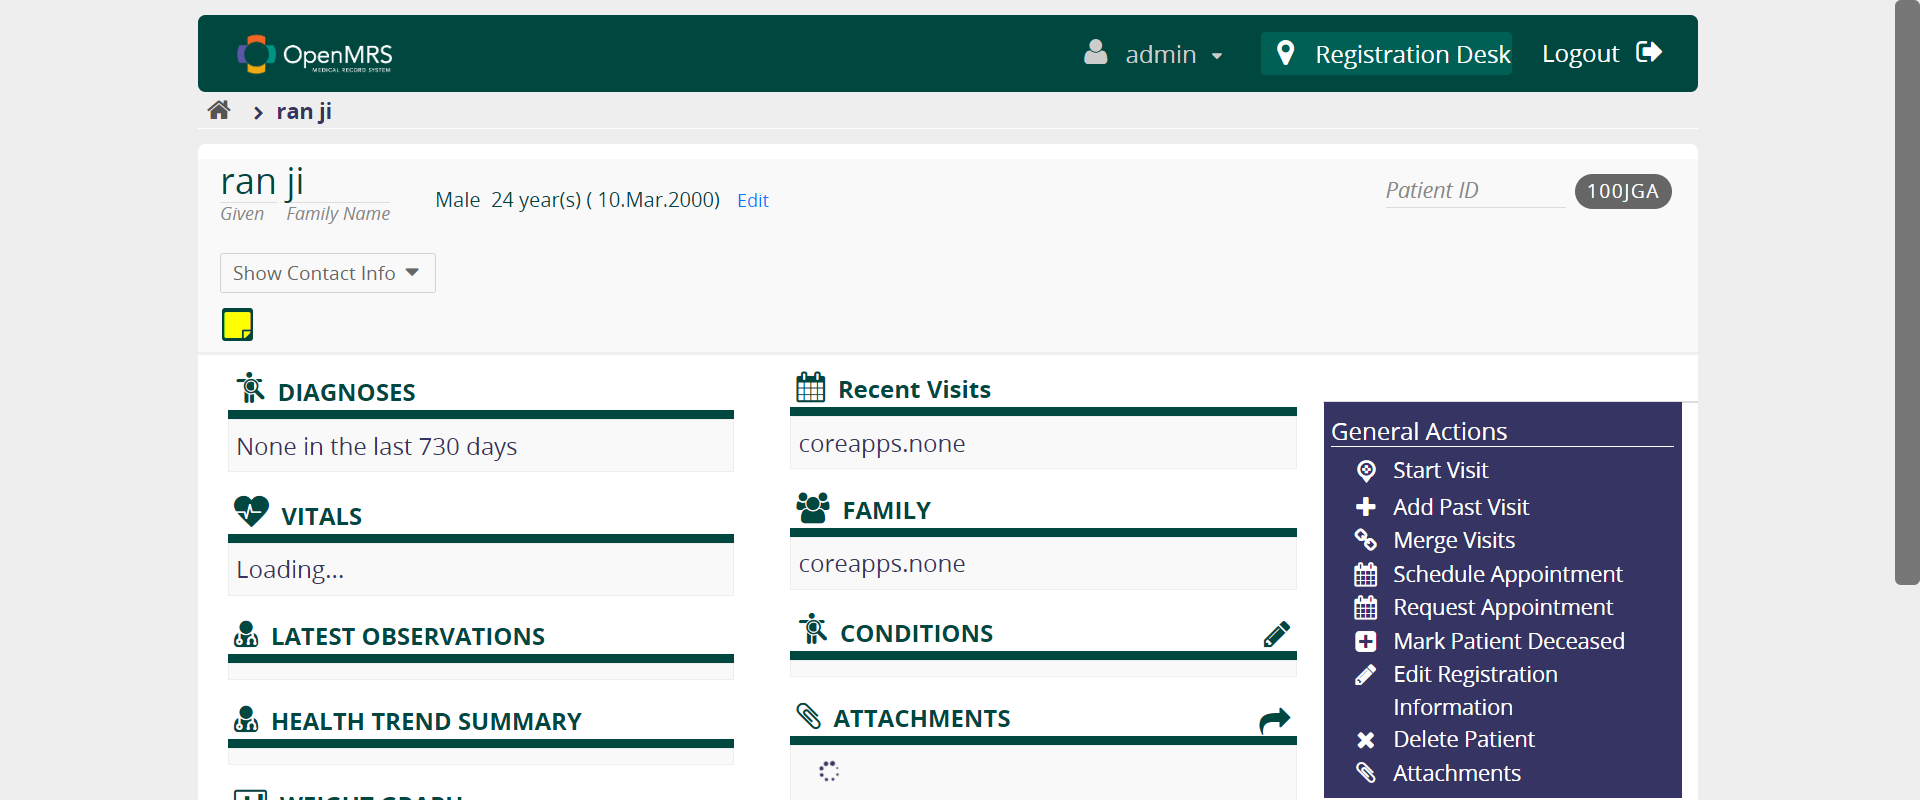 OpenMRS
MEDICAL RECORD SYSTEM
admin
Registration Desk
Logout
ran ji
ran ji
Given Family Name
Male 24 year(s) ( 10.Mar.2000) Edit
Patient ID 100JGA
Show Contact Info
DIAGNOSES
None in the last 730 days
VITALS
Loading...
LATEST OBSERVATIONS
HEALTH TREND SUMMARY
WEIGHT GRAPH
Recent Visits
coreapps.none
FAMILY
coreapps.none
CONDITIONS
ATTACHMENTS
General Actions
Start Visit
Add Past Visit
Merge Visits
Schedule Appointment
Request Appointment
Mark Patient Deceased
Edit Registration
Information
Delete Patient
Attachments